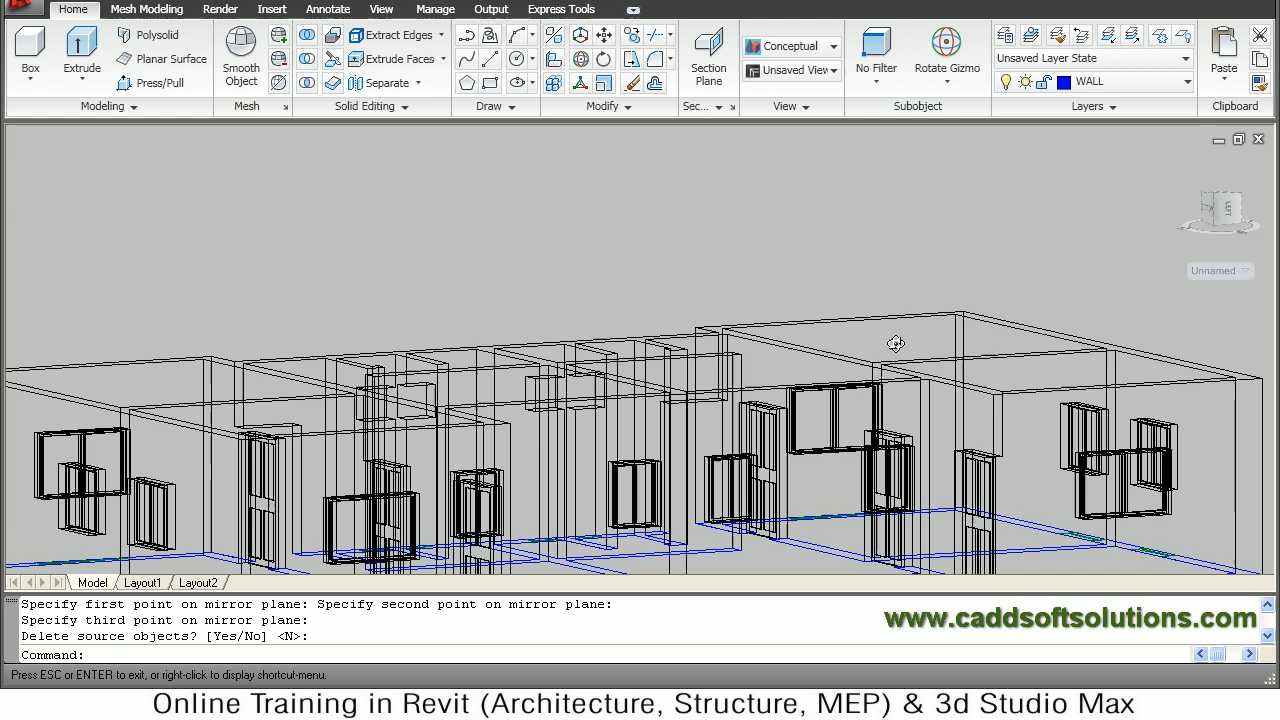 Home Mesh Modeling Render Insert Annotate View Manage Output Express Tools
Box
Extrude
Polysolid
Planar Surface
Press/Pull
Modeling
Smooth Object
Mesh
Extract Edges
Extrude Faces
Separate
Solid Editing
Draw
Modify
Section Plane
Sec...
Conceptual
Unsaved View
View
No Filter
Rotate Gizmo
Subobject
Unsaved Layer State
WALL
Layers
Paste
Clipboard
LEFT
Unnamed
Model Layout1 Layout2
Specify first point on mirror plane: Specify second point on mirror plane:
Specify third point on mirror plane:
Delete source objects? [Yes/No] <N>:
www.caddsoftsolutions.com
Command:
Press ESC or ENTER to exit, or right-click to display shortcut-menu.
Online Training in Revit (Architecture, Structure, MEP) & 3d Studio Max